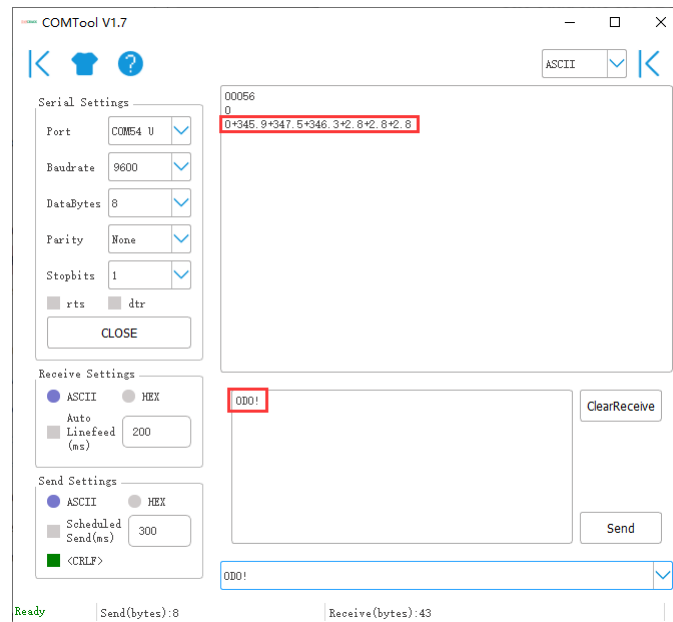 COMTool V1.7
ASCII
Serial Settings
Port
COM54 U
Baudrate
9600
DataBytes
8
Parity
None
Stopbits
1
rts
dtr
CLOSE
Receive Settings
ASCII
HEX
Auto
Linefeed
(ms)
200
Send Settings
ASCII
HEX
Scheduled
Send(ms)
300
<CRLF>
00056
0
0+345.9+347.5+346.3+2.8+2.8+2.8
0D0!
ClearReceive
Send
0D0!
Ready
Send(bytes):8
Receive(bytes):43